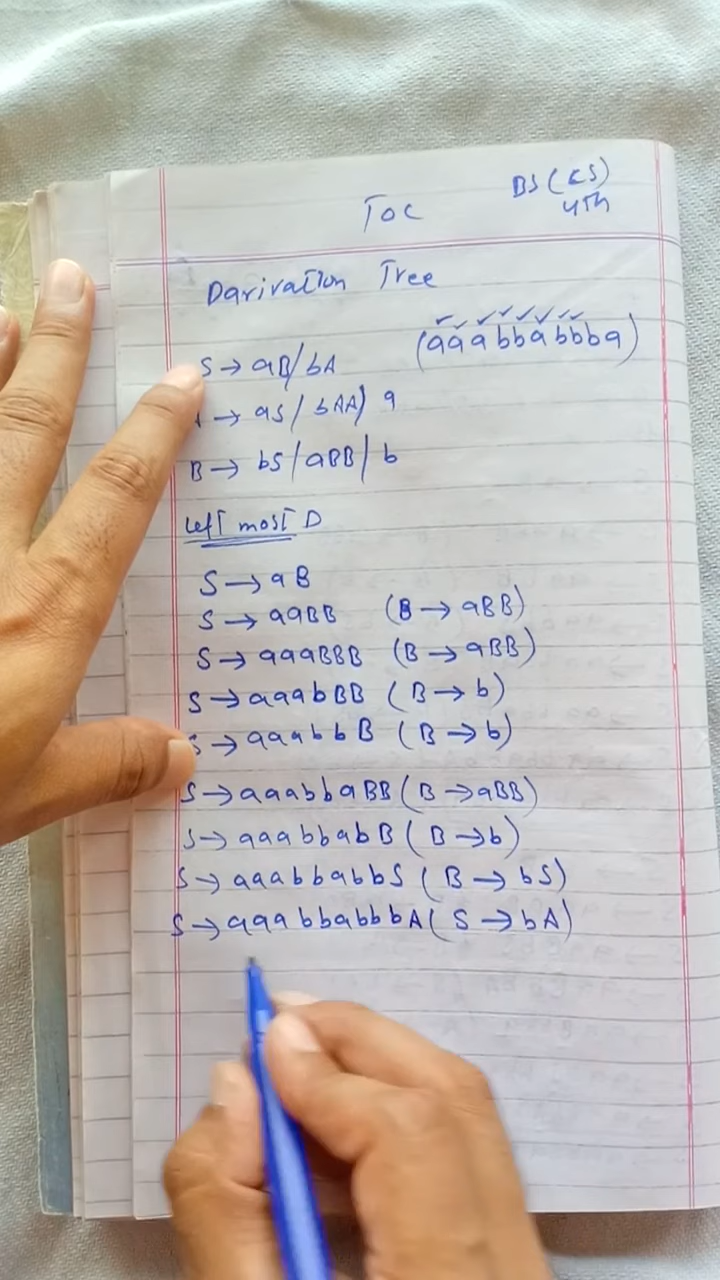 BS(CS)
TOC
4Th
Darivation Tree
(aaabbabbba)
S → aB/bA
→ aS/bAA/a
B → bS/aBB/b
Left most D
S → aB
S → aaBB (B → aBB)
S → aaaBBB (B → aBB)
S → aaabBB (B → b)
S → aaabbB (B → b)
S → aaabbaBB (B → aBB)
S → aaabbabB (B → b)
S → aaabbabbS (B → bS)
S → aaabbabbbA (S → bA)